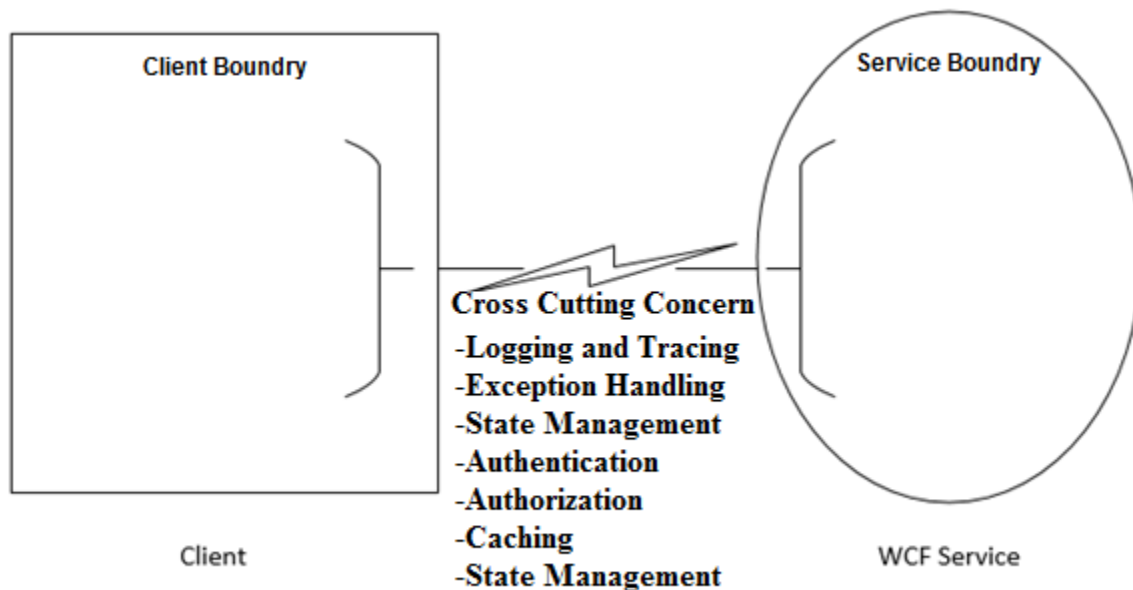 Client Boundry
Service Boundry
Cross Cutting Concern
-Logging and Tracing
-Exception Handling
-State Management
-Authentication
-Authorization
-Caching
-State Management
Client
WCF Service